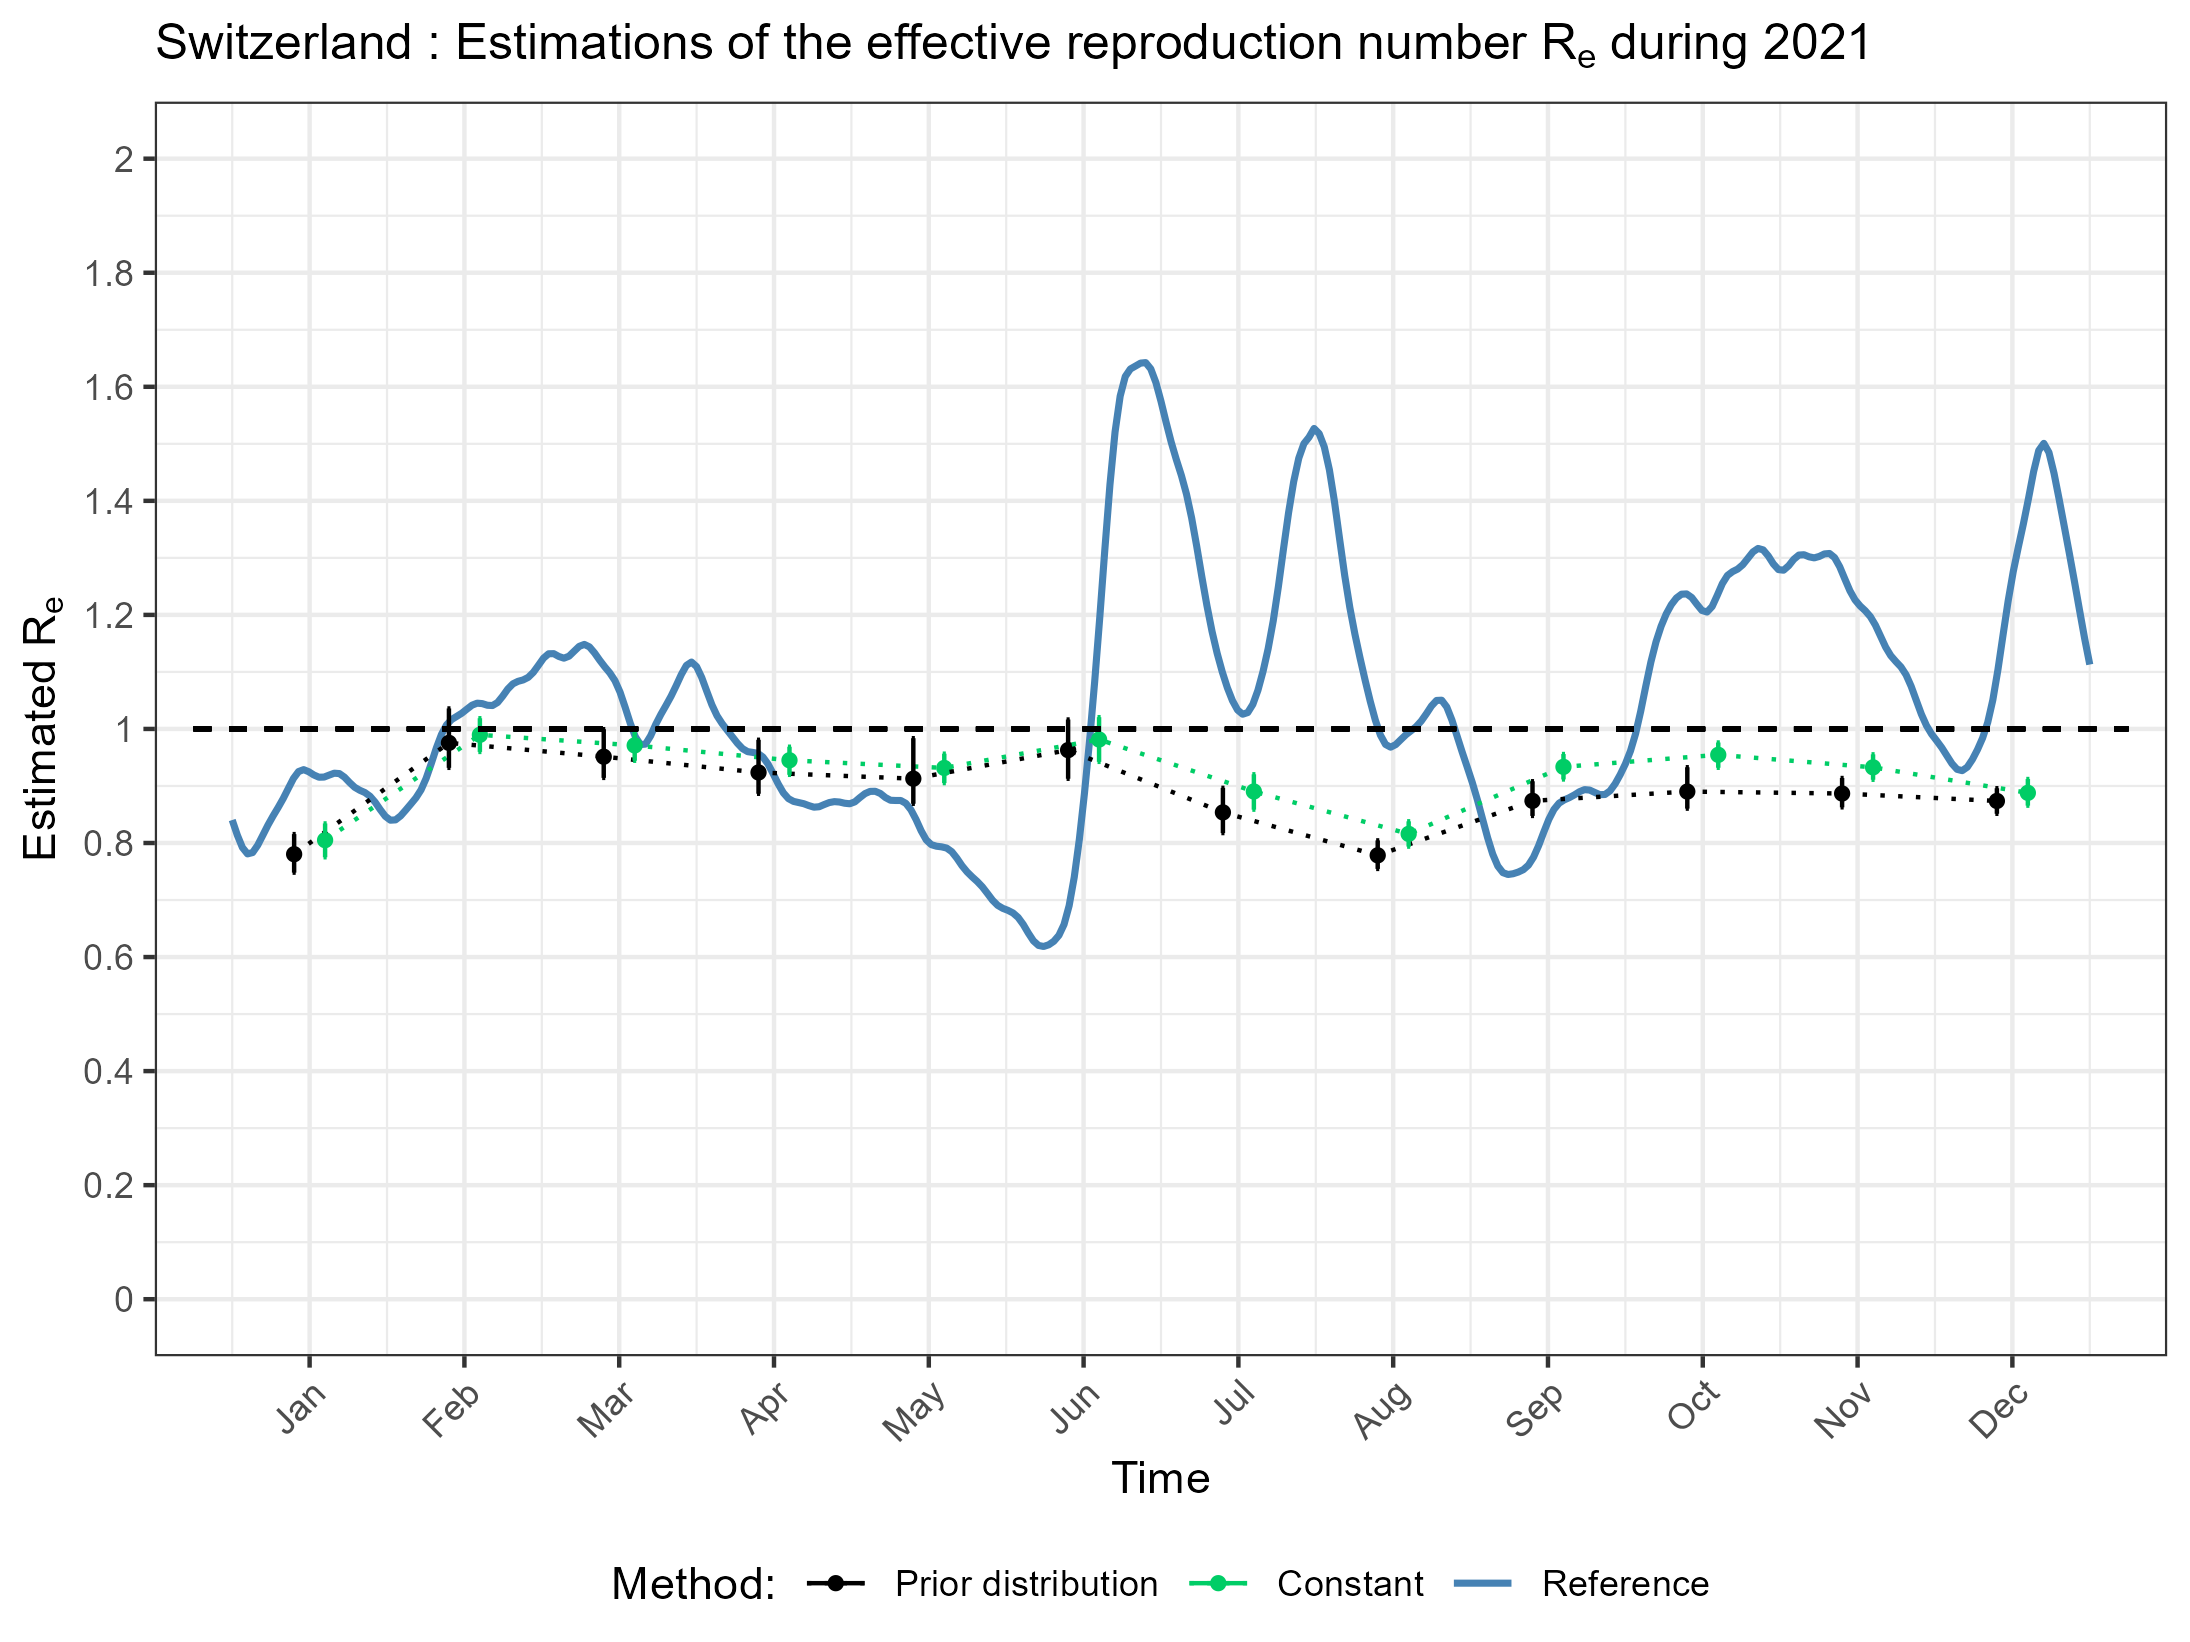 Switzerland : Estimations of the effective reproduction number Re during 2021
Estimated Re
2
1.8
1.6
1.4
1.2
1
0.8
0.6
0.4
0.2
0
Jan Feb Mar Apr May Jun Jul Aug Sep Oct Nov Dec
Time
Method: Prior distribution Constant Reference